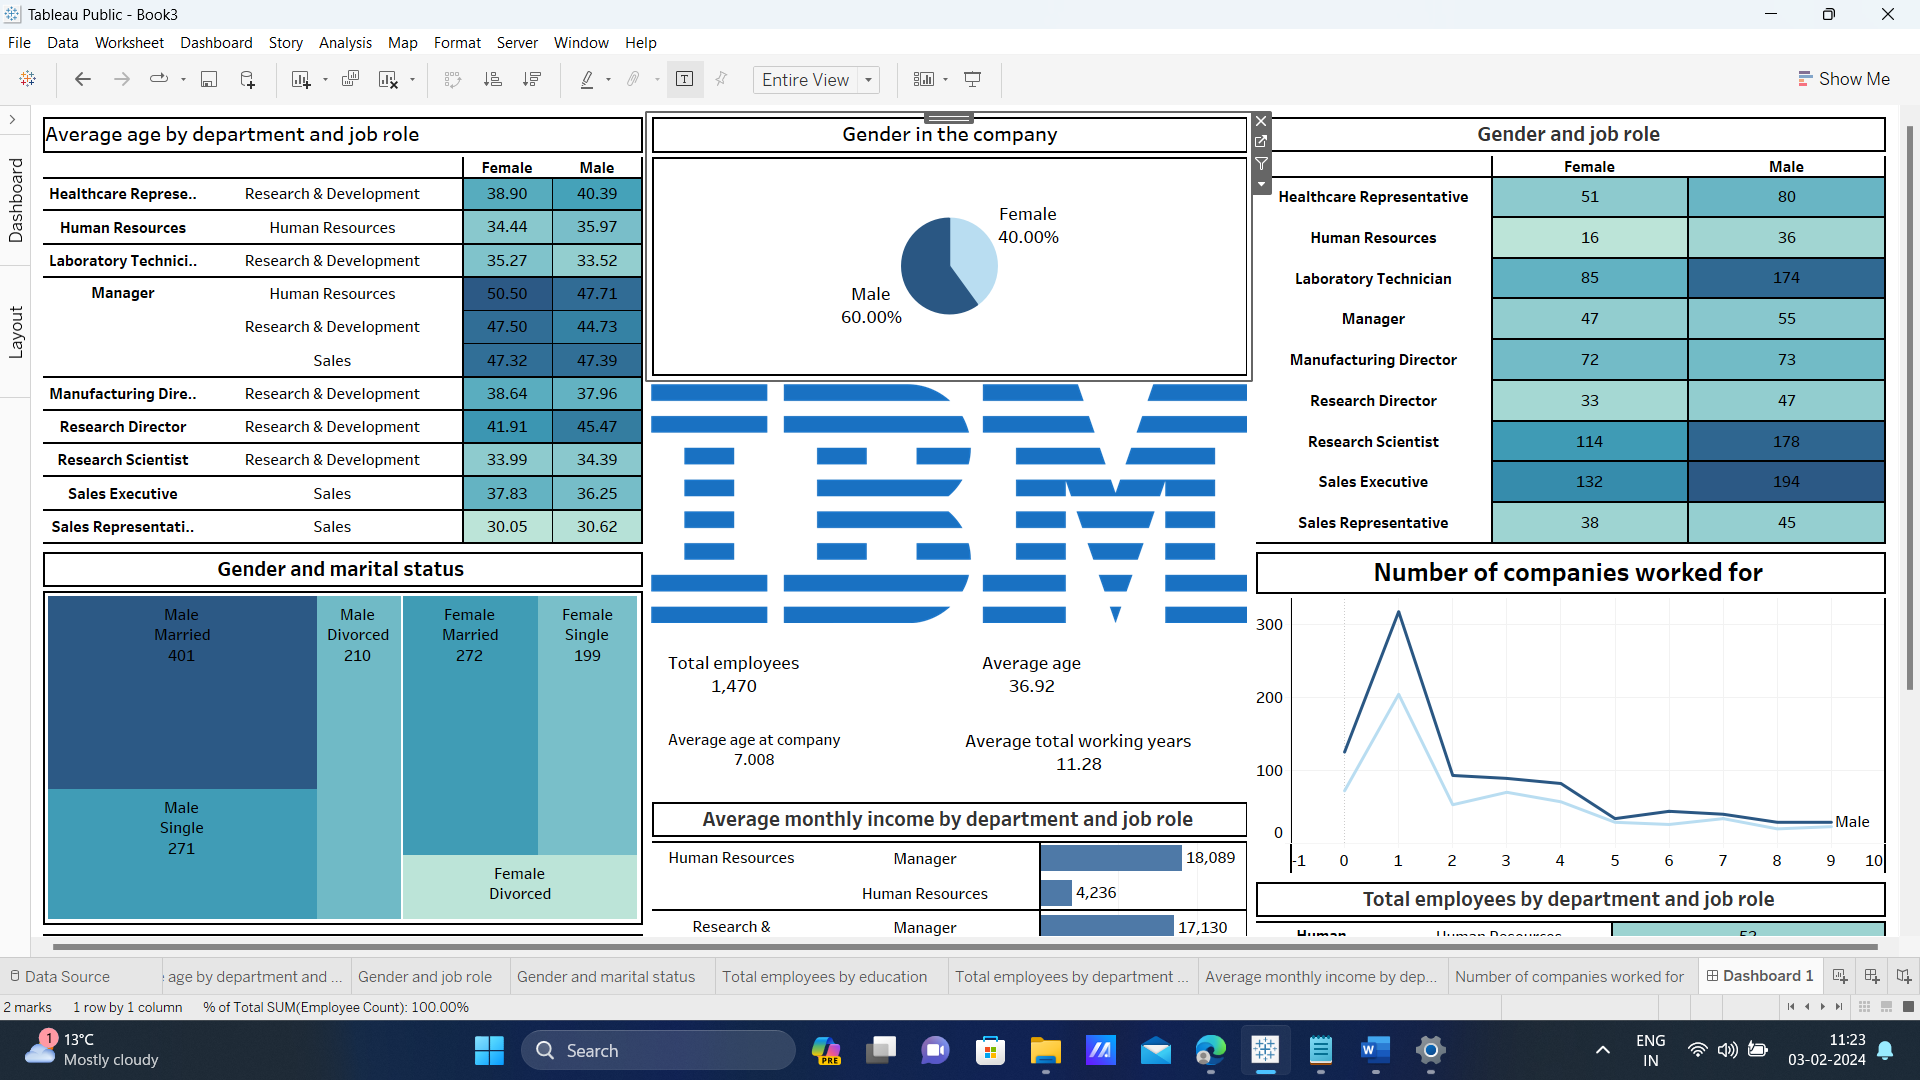 Tableau Public - Book3
File Data Worksheet Dashboard Story Analysis Map Format Server Window Help
Entire View
Show Me
Dashboard
Layout
Average age by department and job role
Female Male
Healthcare Represe.. Research & Development 38.90 40.39
Human Resources Human Resources 34.44 35.97
Laboratory Technici.. Research & Development 35.27 33.52
Manager Human Resources 50.50 47.71
Research & Development 47.50 44.73
Sales 47.32 47.39
Manufacturing Dire.. Research & Development 38.64 37.96
Research Director Research & Development 41.91 45.47
Research Scientist Research & Development 33.99 34.39
Sales Executive Sales 37.83 36.25
Sales Representati.. Sales 30.05 30.62
Gender and marital status
Male
Married
401
Male
Divorced
210
Female
Married
272
Female
Single
199
Male
Single
271
Female
Divorced
Gender in the company
Female
40.00%
Male
60.00%
IBM
Total employees
1,470
Average age
36.92
Average age at company
7.008
Average total working years
11.28
Average monthly income by department and job role
Human Resources Manager 18,089
Human Resources 4,236
Research & Manager 17,130
Gender and job role
Female Male
Healthcare Representative 51 80
Human Resources 16 36
Laboratory Technician 85 174
Manager 47 55
Manufacturing Director 72 73
Research Director 33 47
Research Scientist 114 178
Sales Executive 132 194
Sales Representative 38 45
Number of companies worked for
300
200
100
0
Male
-1 0 1 2 3 4 5 6 7 8 9 10
Total employees by department and job role
Human Human Resources 52
Data Source age by department and ... Gender and job role Gender and marital status Total employees by education Total employees by department ... Average monthly income by dep... Number of companies worked for Dashboard 1
2 marks 1 row by 1 column % of Total SUM(Employee Count): 100.00%
1
13°C
Mostly cloudy
Search
PRE
ENG
IN
11:23
03-02-2024